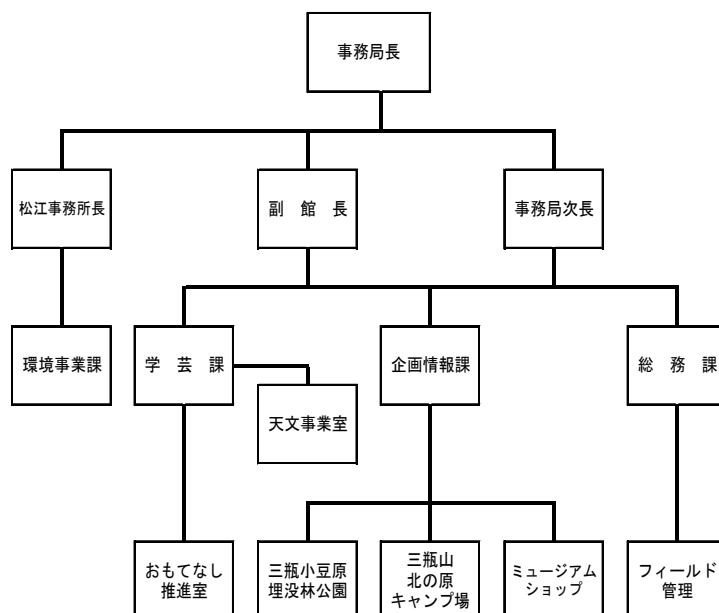 事務局長
松江事務所長
副　館　長
事務局次長
環境事業課
学　芸　課
企画情報課
総　務　課
天文事業室
おもてなし
推進室
三瓶小豆原
埋没林公園
三瓶山
北の原
キャンプ場
ミュージアム
ショップ
フィールド
管理